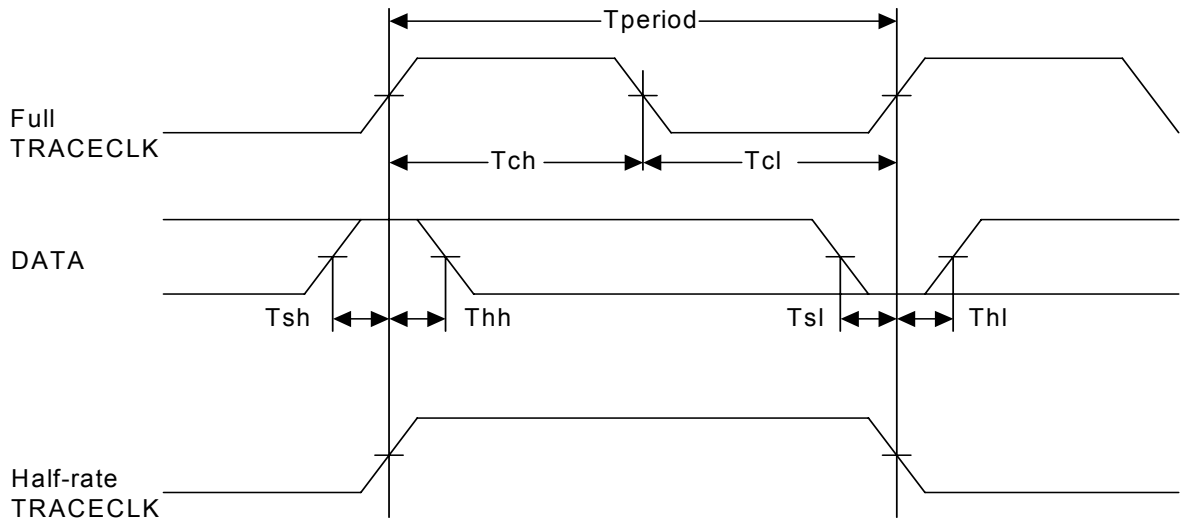 Tperiod
Full
TRACECLK
Tch
Tcl
DATA
Tsh
Thh
Tsl
Thl
Half-rate
TRACECLK